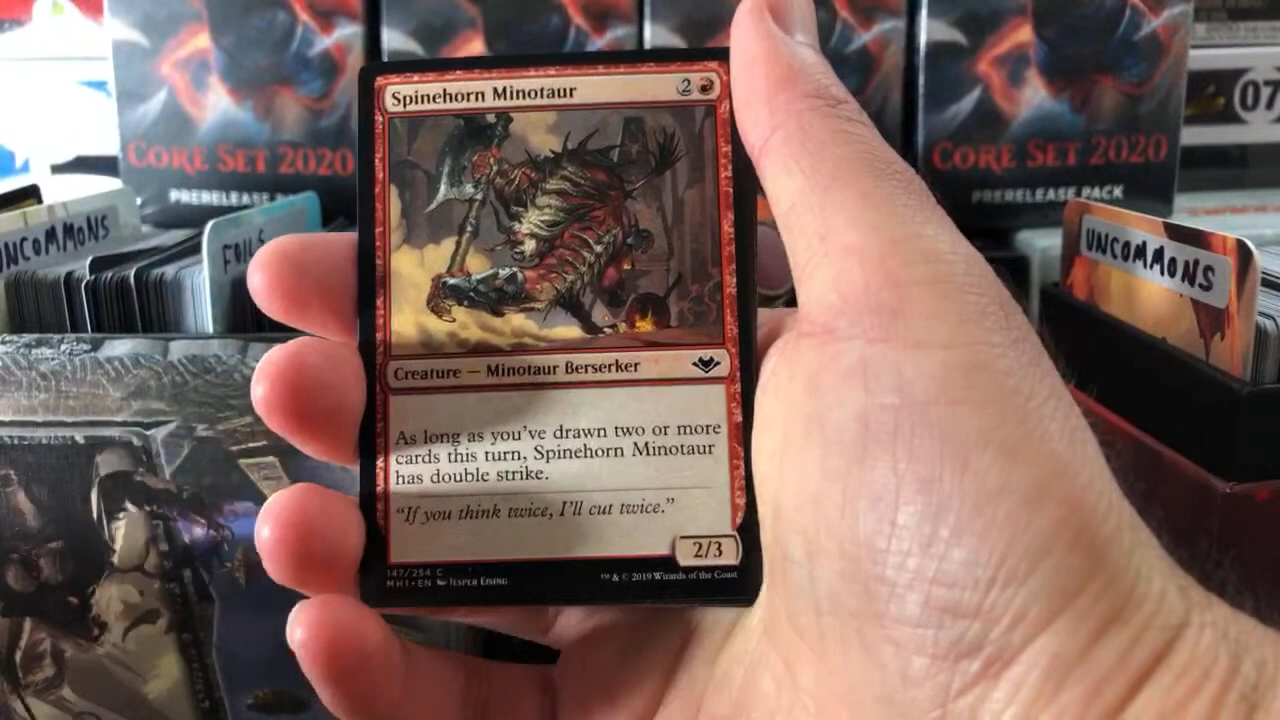 CORE SET 2020
PRERELEASE PACK
CORE SET 2020
PRERELEASE PACK
07
UNCOMMONS
FOILS
UNCOMMONS
Spinehorn Minotaur
2
Creature — Minotaur Berserker
As long as you've drawn two or more
cards this turn, Spinehorn Minotaur
has double strike.
"If you think twice, I'll cut twice."
2/3
147/254 C
MH1 • EN JESPER EJSING
™ & © 2019 Wizards of the Coast